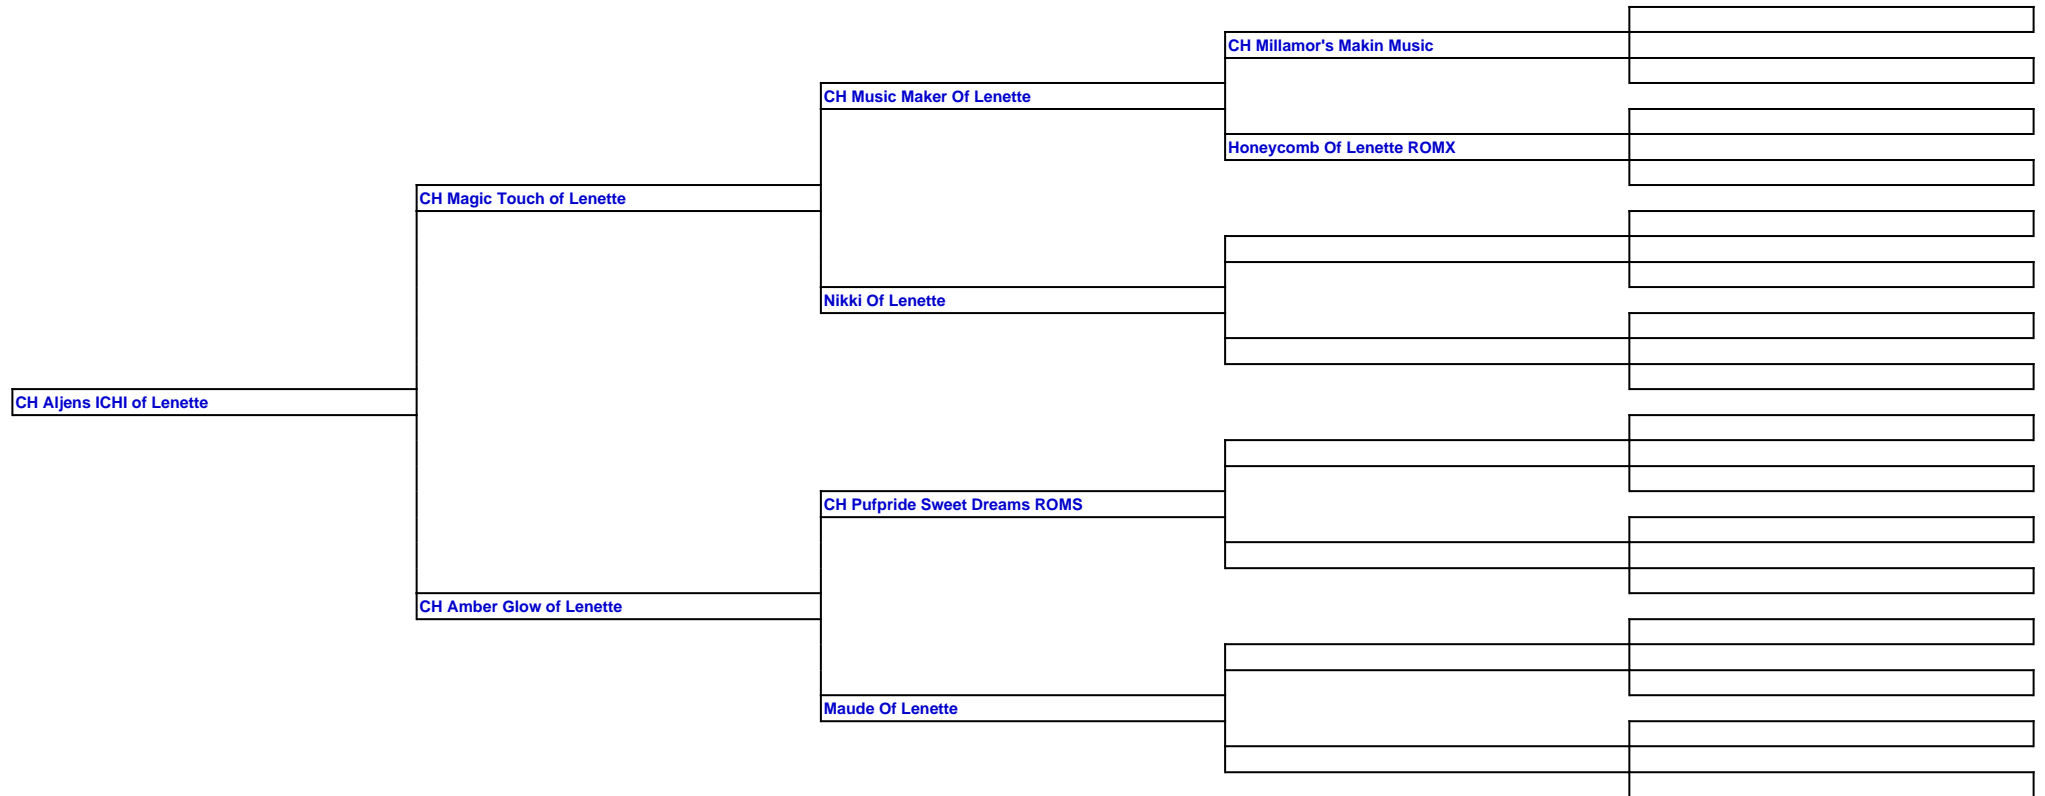 CH Millamor's Makin Music
CH Music Maker Of Lenette
Honeycomb Of Lenette ROMX
CH Magic Touch of Lenette
Nikki Of Lenette
CH Aljens ICHI of Lenette
CH Pufpride Sweet Dreams ROMS
CH Amber Glow of Lenette
Maude Of Lenette